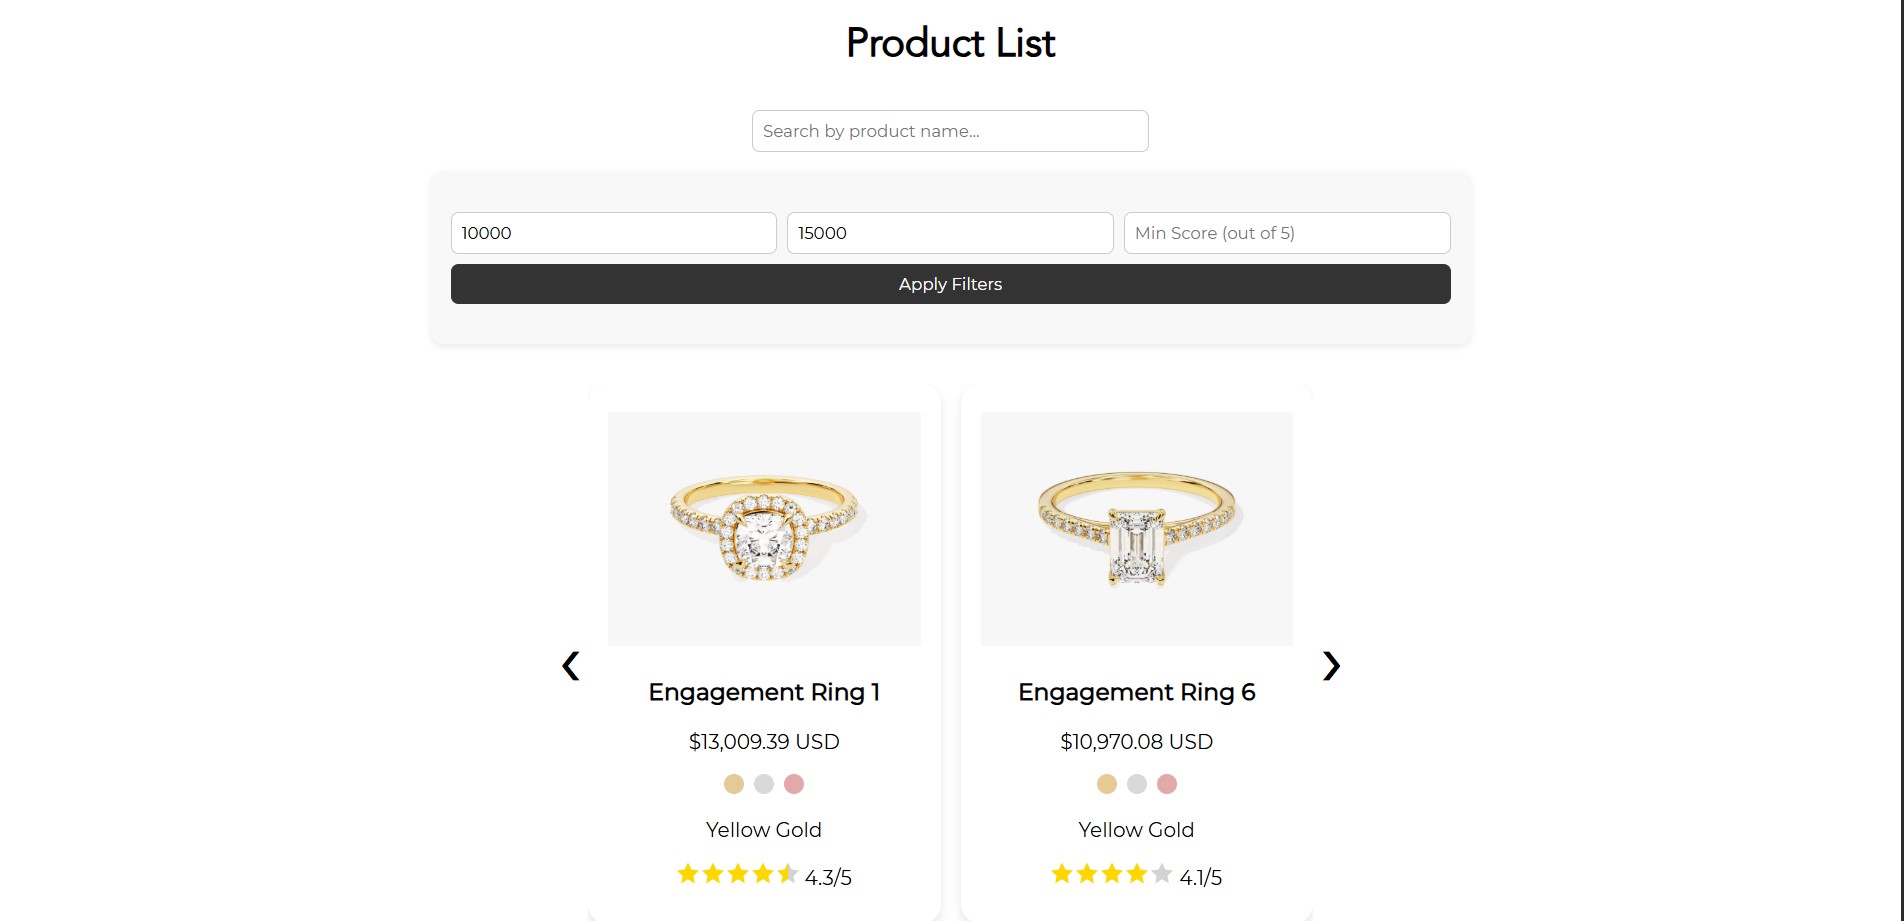 Product List
Search by product name...
10000
15000
Min Score (out of 5)
Apply Filters
Engagement Ring 1
$13,009.39 USD
Yellow Gold
4.3/5
Engagement Ring 6
$10,970.08 USD
Yellow Gold
4.1/5